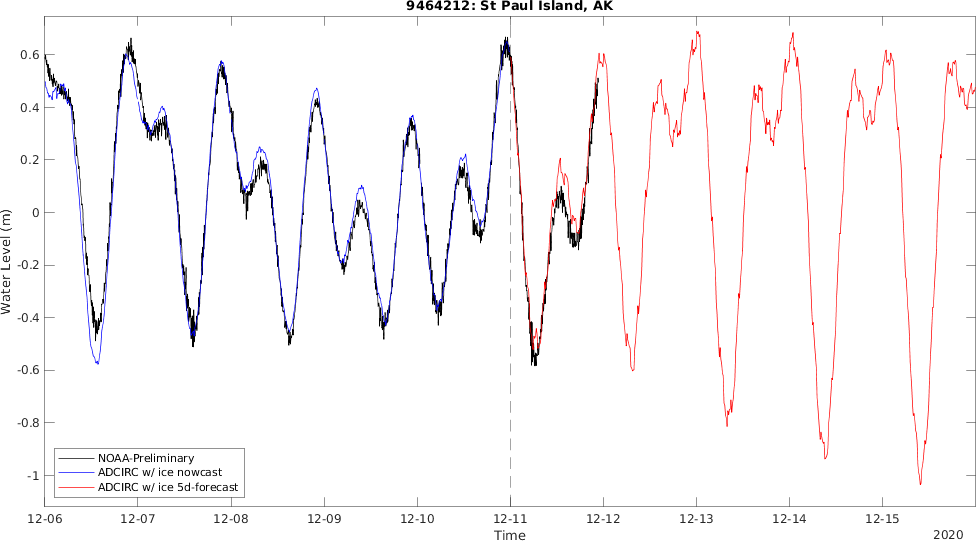 9464212: St Paul Island, AK
Water Level (m)
0.6
0.4
0.2
0
-0.2
-0.4
-0.6
-0.8
-1
NOAA-Preliminary
ADCIRC w/ ice nowcast
ADCIRC w/ ice 5d-forecast
12-06 12-07 12-08 12-09 12-10 12-11 12-12 12-13 12-14 12-15
Time
2020